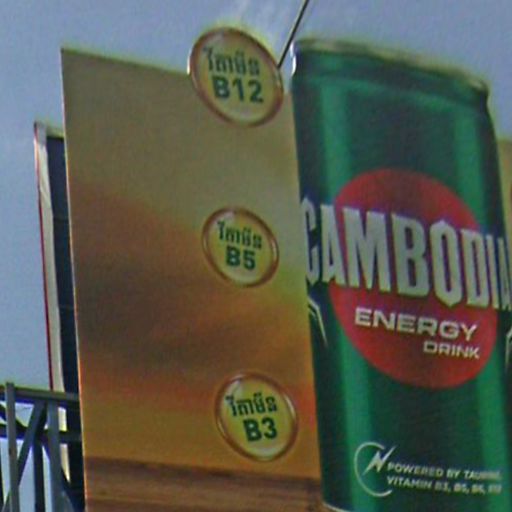 វីតាមីន
B12
វីតាមីន
B5
វីតាមីន
B3
CAMBODIA
ENERGY
DRINK
POWERED BY TAURINE,
VITAMIN B3, B5, B6, B12